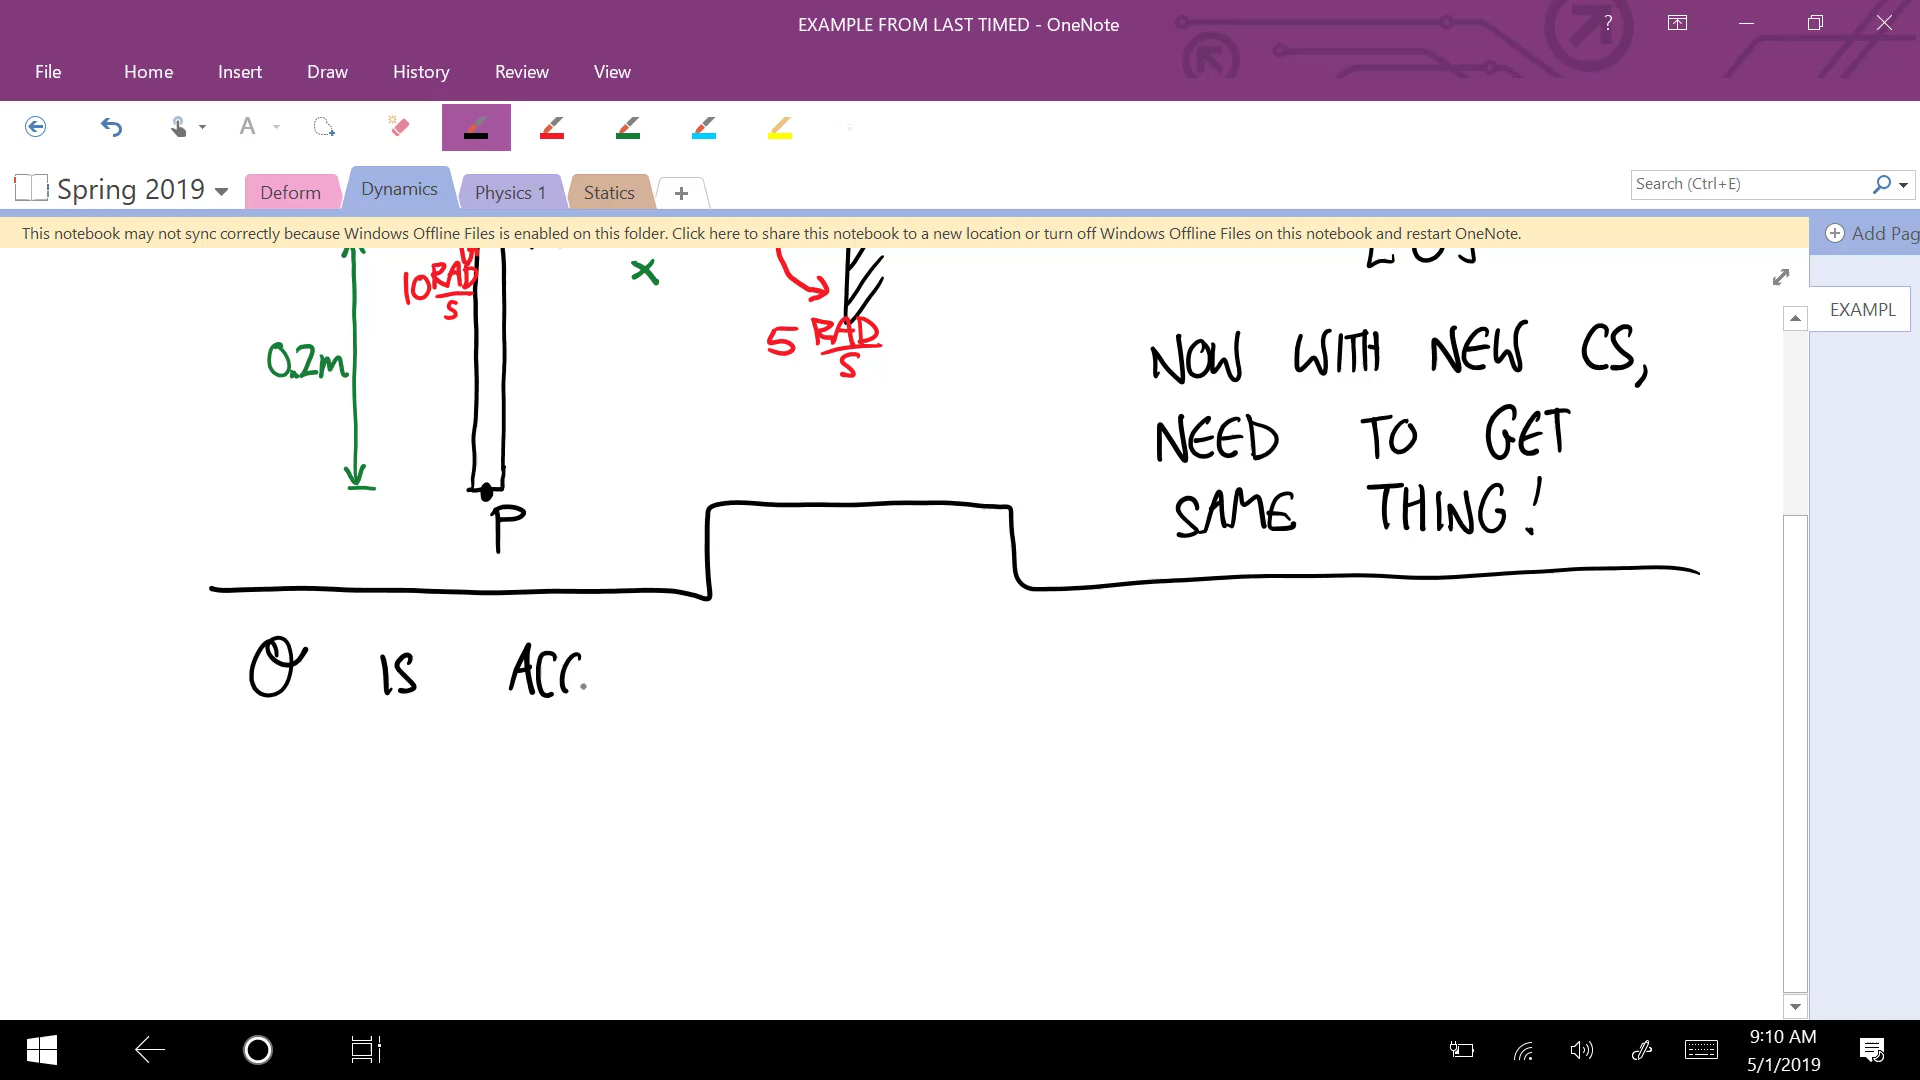 EXAMPLE FROM LAST TIMED - OneNote
?
File Home Insert Draw History Review View
A
Spring 2019 Deform Dynamics Physics 1 Statics +
Search (Ctrl+E)
This notebook may not sync correctly because Windows Offline Files is enabled on this folder. Click here to share this notebook to a new location or turn off Windows Offline Files on this notebook and restart OneNote.
Add Pag
EXAMPL
10 RAD/S
x
5 RAD/S
0.2m
P
NOW WITH NEW CS,
NEED TO GET
SAME THING!
O IS ACC
9:10 AM
5/1/2019